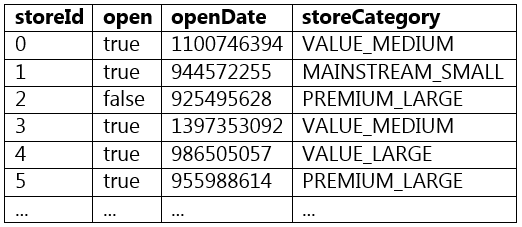 storeId open openDate storeCategory
0 true 1100746394 VALUE_MEDIUM
1 true 944572255 MAINSTREAM_SMALL
2 false 925495628 PREMIUM_LARGE
3 true 1397353092 VALUE_MEDIUM
4 true 986505057 VALUE_LARGE
5 true 955988614 PREMIUM_LARGE
... ... ... ...